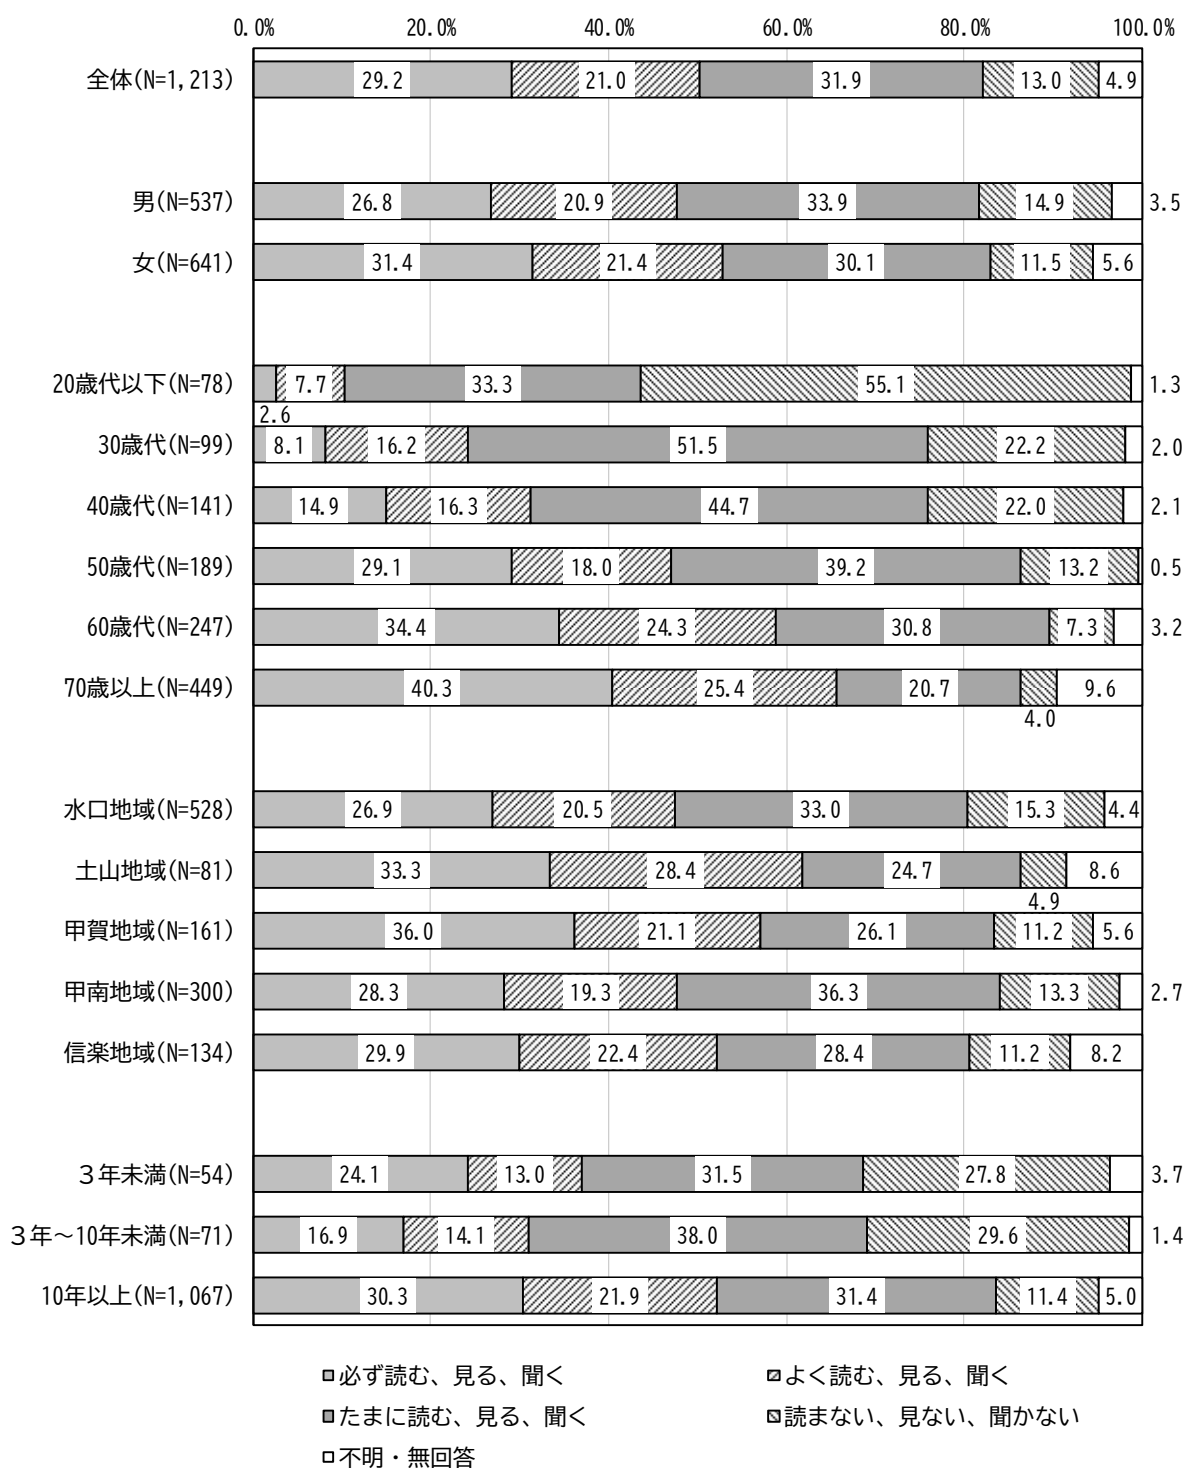 0.0% 20.0% 40.0% 60.0% 80.0% 100.0%
全体(N=1,213) 29.2 21.0 31.9 13.0 4.9
男(N=537) 26.8 20.9 33.9 14.9 3.5
女(N=641) 31.4 21.4 30.1 11.5 5.6
20歳代以下(N=78) 7.7 33.3 55.1 1.3
2.6
30歳代(N=99) 8.1 16.2 51.5 22.2 2.0
40歳代(N=141) 14.9 16.3 44.7 22.0 2.1
50歳代(N=189) 29.1 18.0 39.2 13.2 0.5
60歳代(N=247) 34.4 24.3 30.8 7.3 3.2
70歳以上(N=449) 40.3 25.4 20.7 9.6
4.0
水口地域(N=528) 26.9 20.5 33.0 15.3 4.4
土山地域(N=81) 33.3 28.4 24.7 8.6
4.9
甲賀地域(N=161) 36.0 21.1 26.1 11.2 5.6
甲南地域(N=300) 28.3 19.3 36.3 13.3 2.7
信楽地域(N=134) 29.9 22.4 28.4 11.2 8.2
３年未満(N=54) 24.1 13.0 31.5 27.8 3.7
３年～10年未満(N=71) 16.9 14.1 38.0 29.6 1.4
10年以上(N=1,067) 30.3 21.9 31.4 11.4 5.0
必ず読む、見る、聞く よく読む、見る、聞く
たまに読む、見る、聞く 読まない、見ない、聞かない
不明・無回答